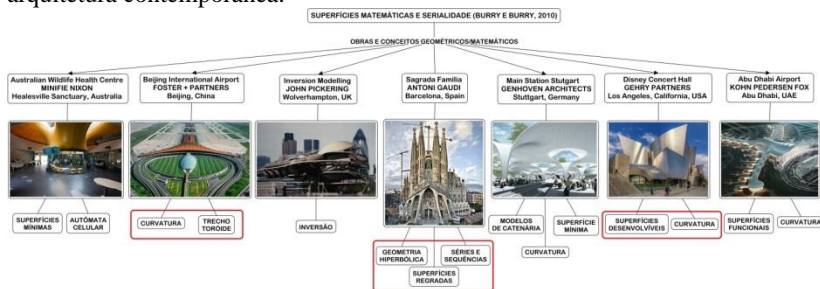 arquitetura contemporânea.
SUPERFÍCIES MATEMÁTICAS E SERIALIDADE (BURRY E BURRY, 2010)
OBRAS E CONCEITOS GEOMÉTRICOS/MATEMÁTICOS
Australian Wildlife Health Centre
MINIFIE NIXON
Healesville Sanctuary, Australia
Beijing International Airport
FOSTER + PARTNERS
Beijing, China
Inversion Modelling
JOHN PICKERING
Wolverhampton, UK
Sagrada Familia
ANTONI GAUDI
Barcelona, Spain
Main Station Stutgart
GENHOVEN ARCHITECTS
Stuttgart, Germany
Disney Concert Hall
GEHRY PARTNERS
Los Angeles, California, USA
Abu Dhabi Airport
KOHN PEDERSEN FOX
Abu Dhabi, UAE
SUPERFÍCIES
MÍNIMAS
AUTÔMATA
CELULAR
CURVATURA
TRECHO
TORÓIDE
INVERSÃO
GEOMETRIA
HIPERBÓLICA
SÉRIES E
SEQUÊNCIAS
SUPERFÍCIES
REGRADAS
MODELOS
DE CATENÁRIA
SUPERFÍCIE
MÍNIMA
CURVATURA
SUPERFÍCIES
DESENVOLVÍVEIS
CURVATURA
SUPERFÍCIES
FUNCIONAIS
CURVATURA